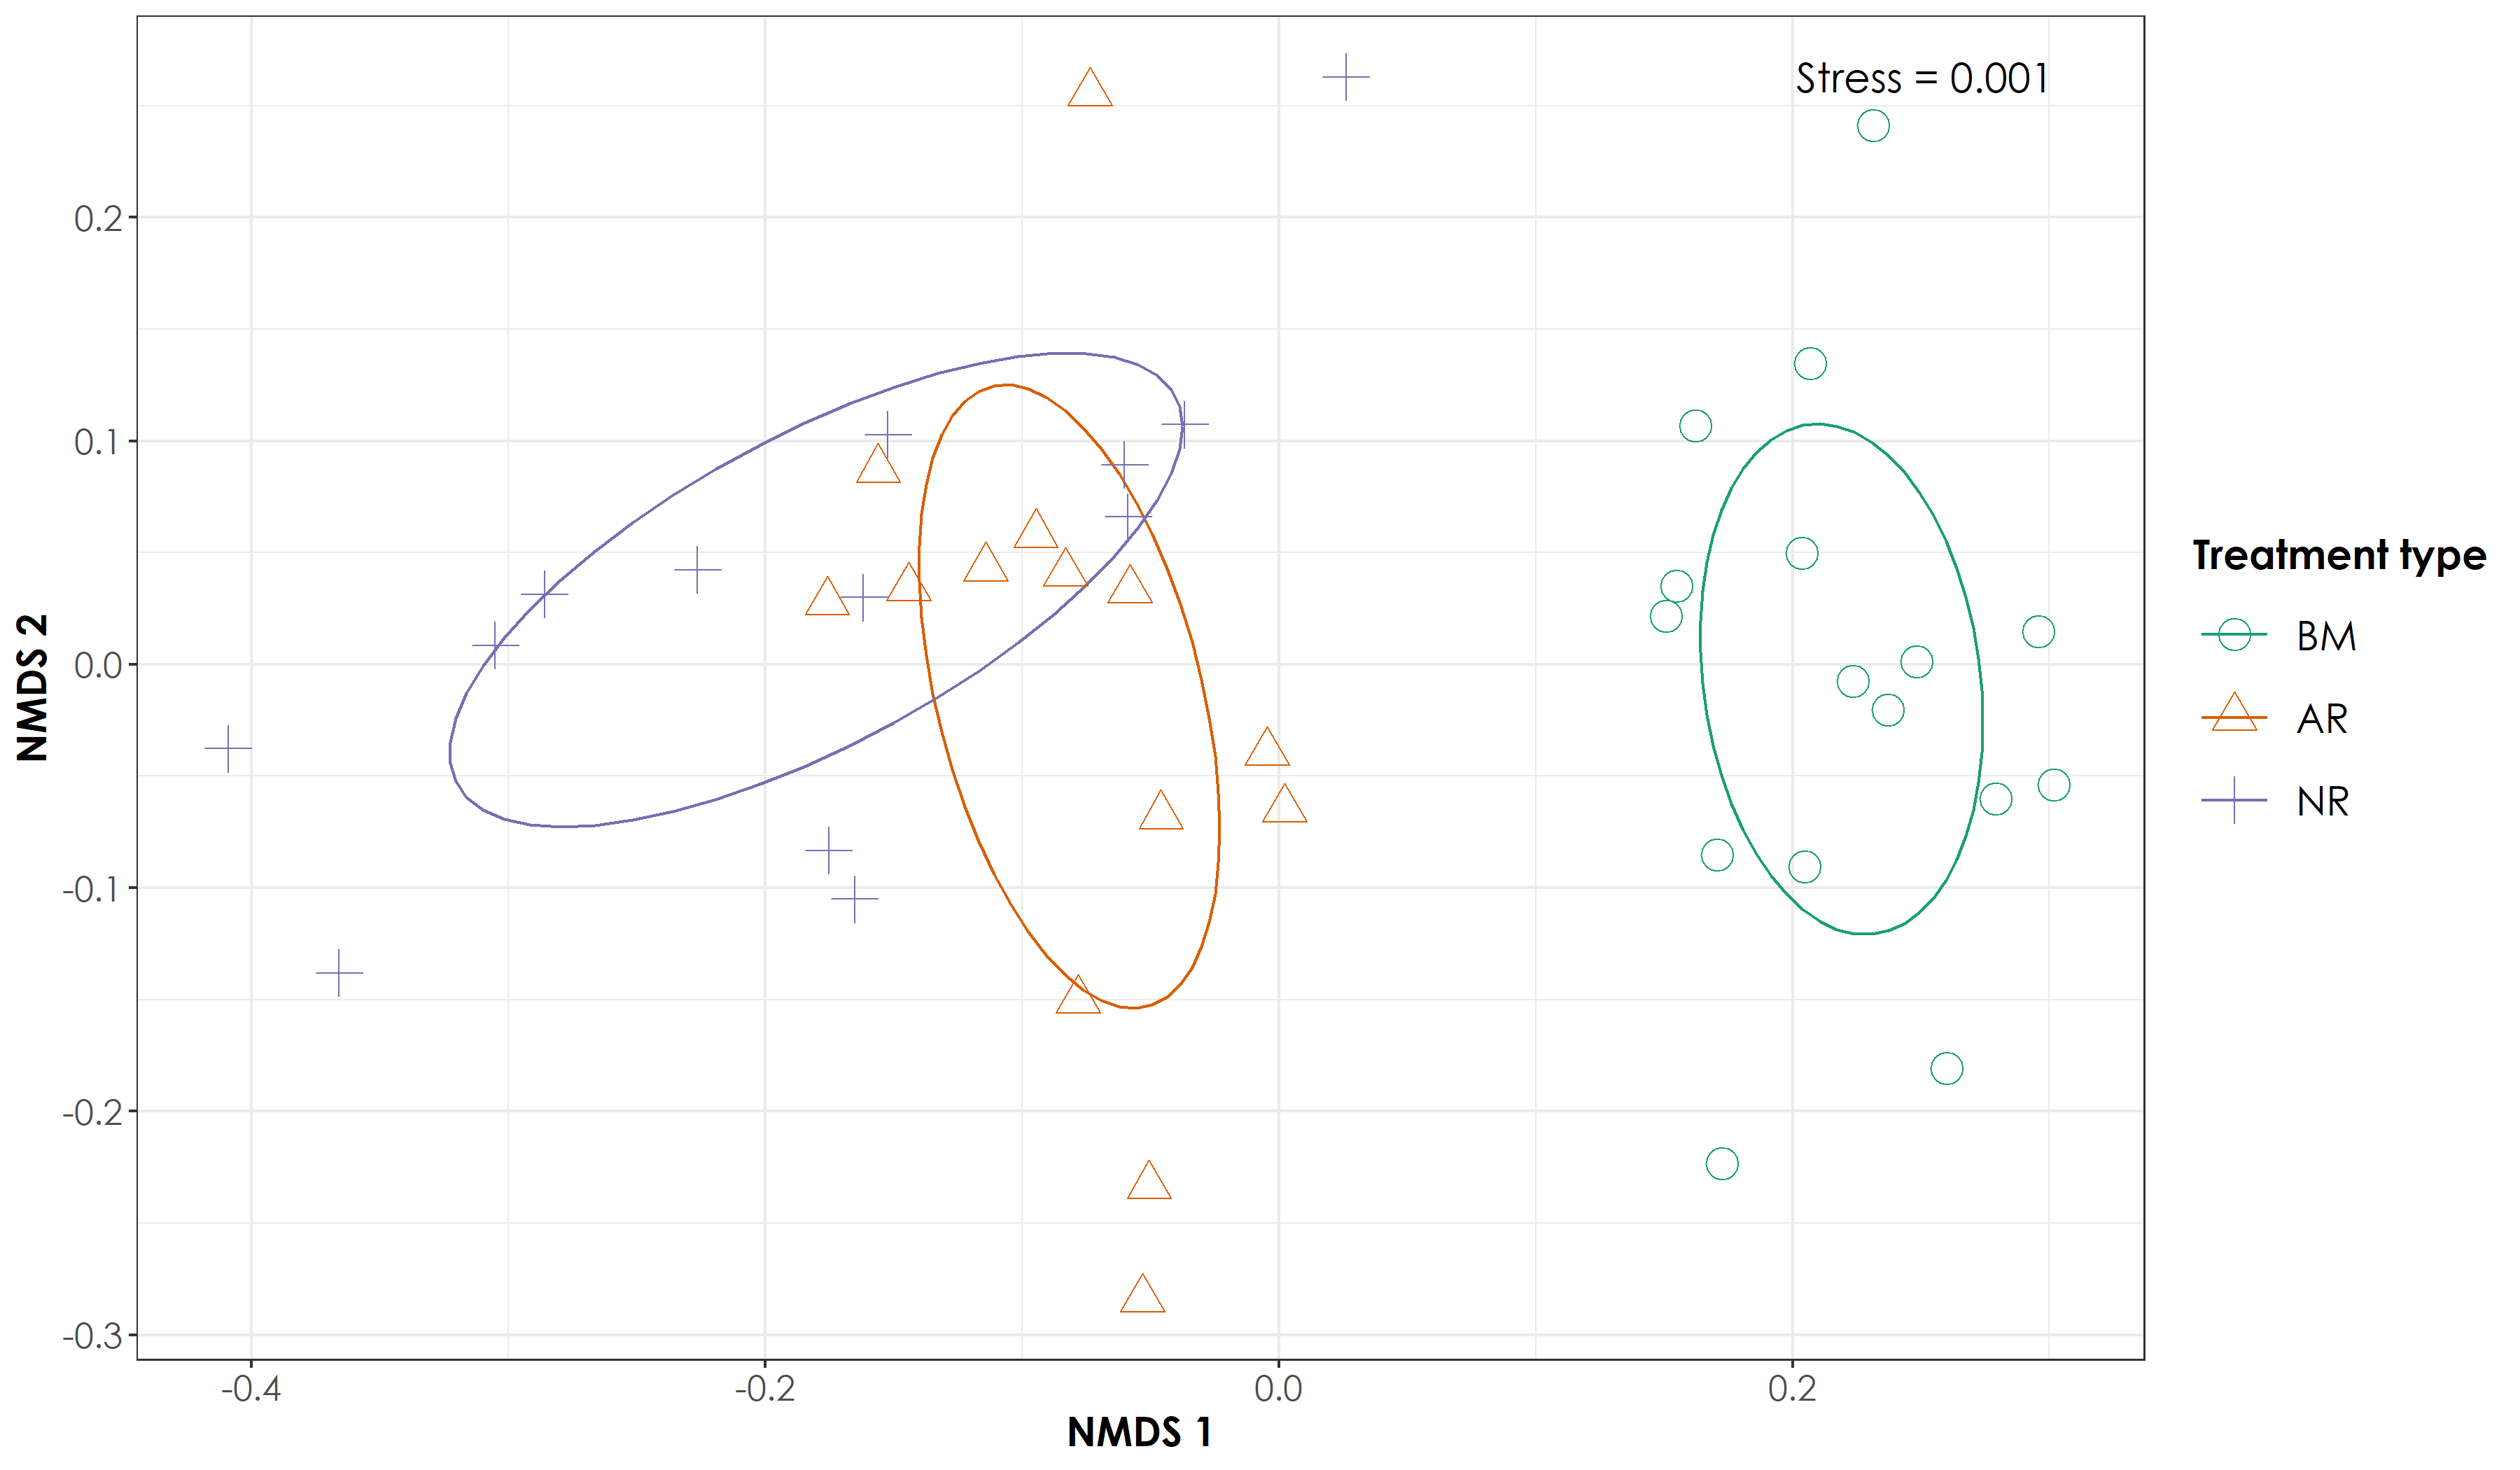 Stress = 0.001
0.2
0.1
0.0
-0.1
-0.2
-0.3
NMDS 2
-0.4
-0.2
0.0
0.2
NMDS 1
Treatment type
BM
AR
NR